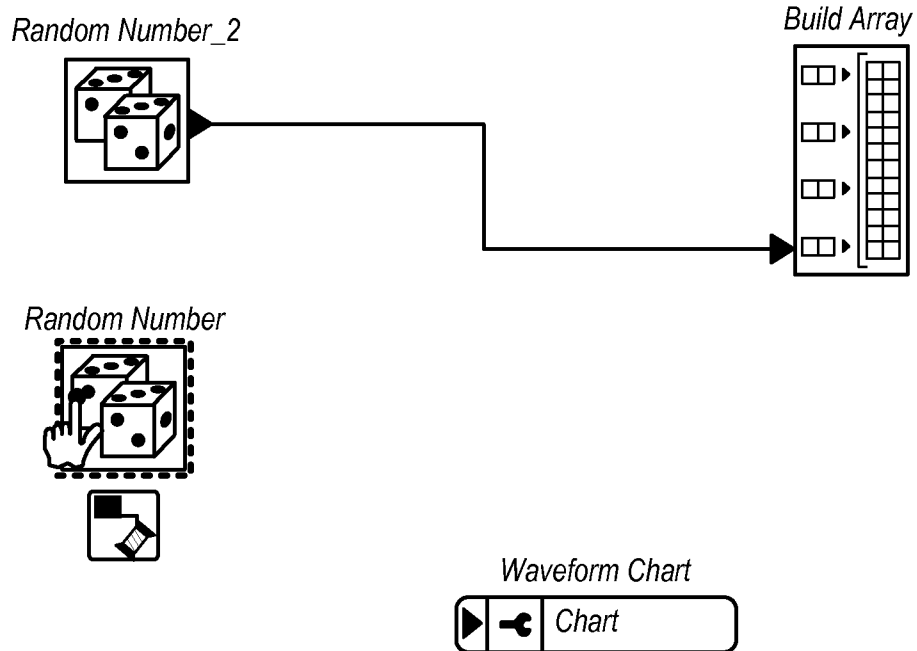 Random Number_2
Build Array
Random Number
Waveform Chart
Chart